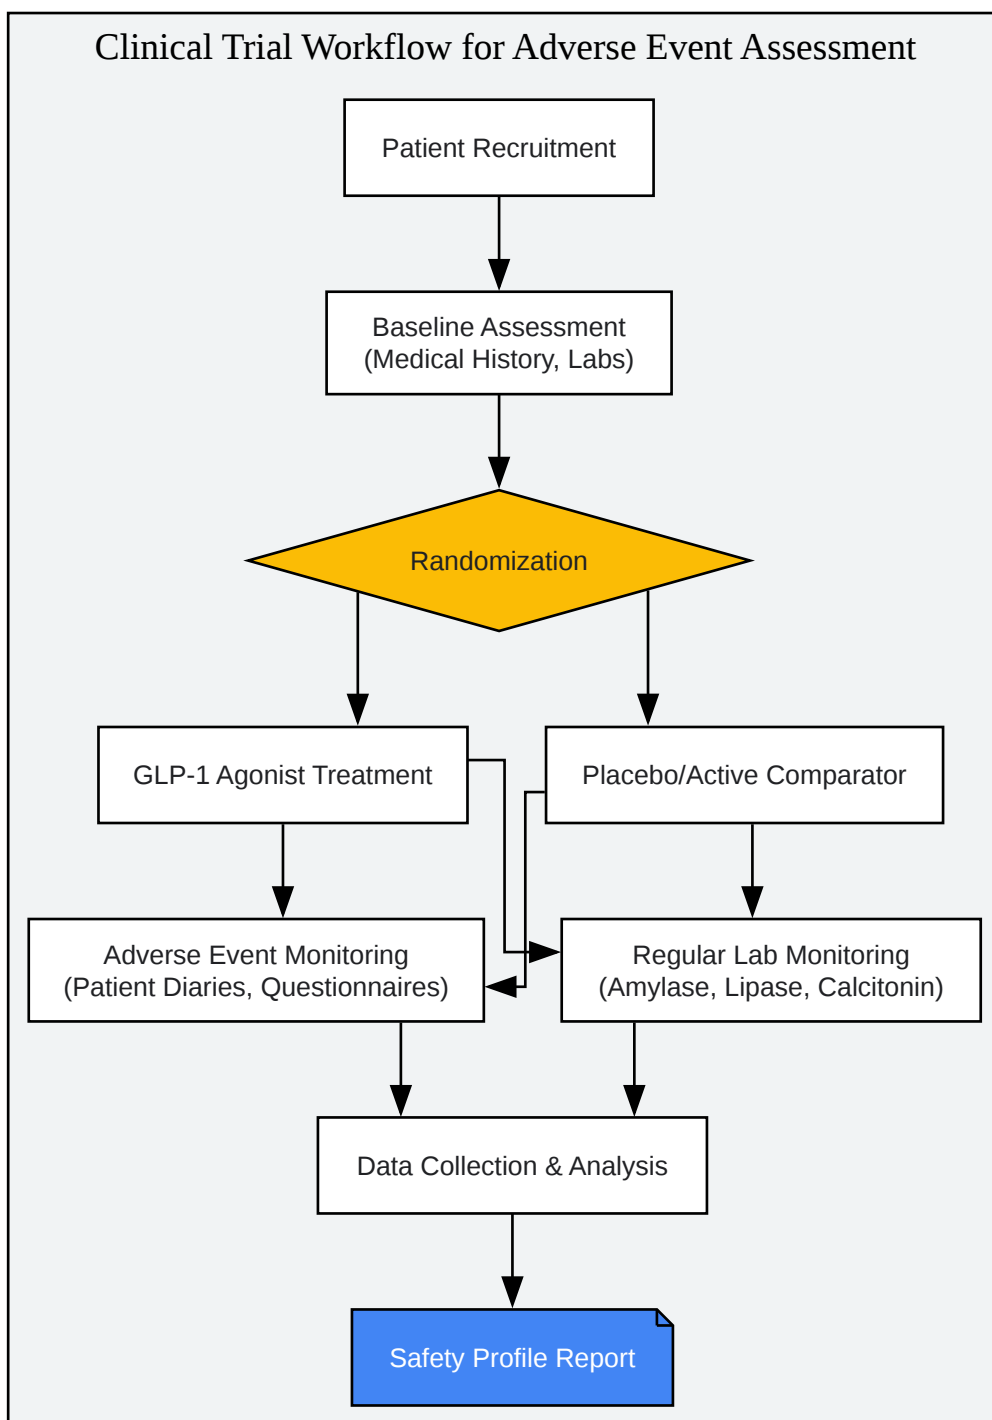 Clinical Trial Workflow for Adverse Event Assessment
Patient Recruitment
Baseline Assessment
(Medical History, Labs)
Randomization
GLP-1 Agonist Treatment
Placebo/Active Comparator
Adverse Event Monitoring
(Patient Diaries, Questionnaires)
Regular Lab Monitoring
(Amylase, Lipase, Calcitonin)
Data Collection & Analysis
Safety Profile Report